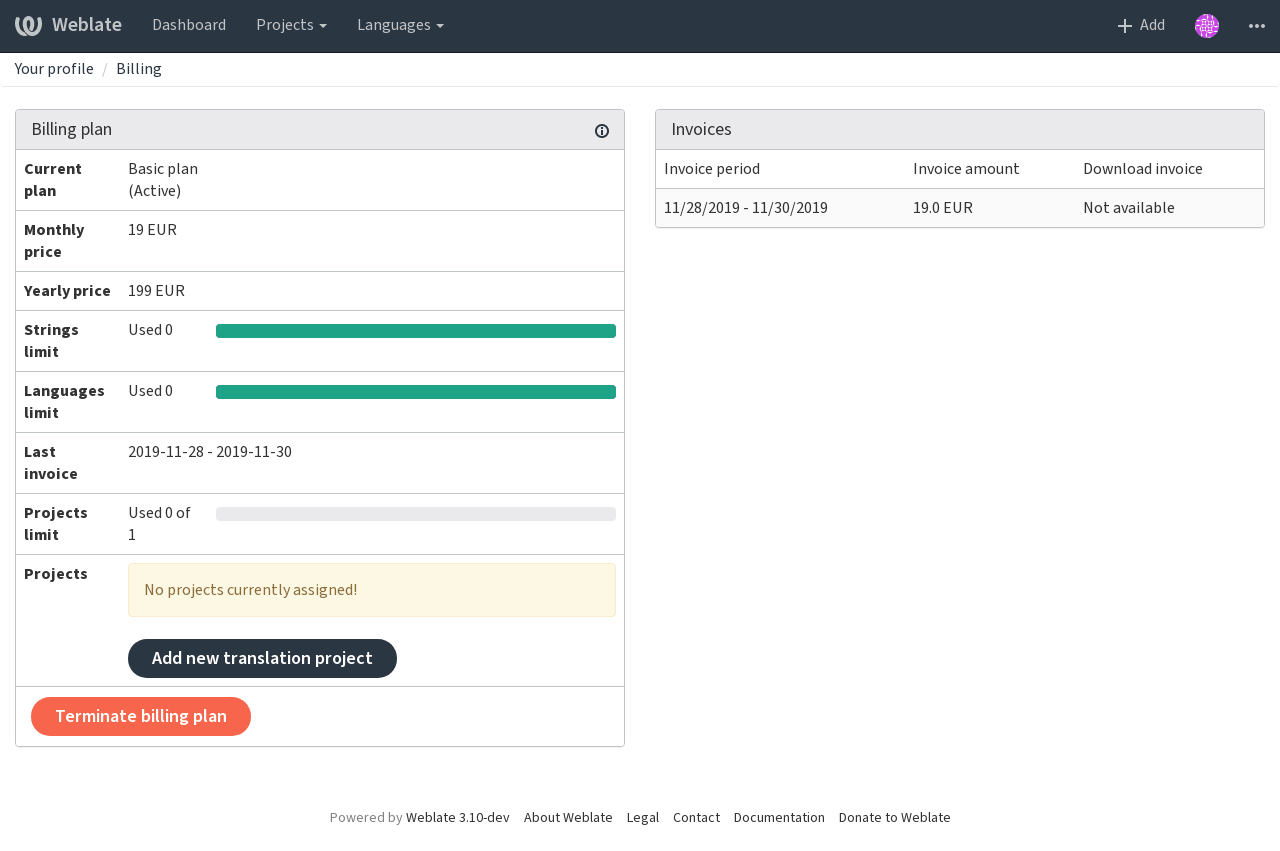 Weblate Dashboard Projects Languages Add
Your profile / Billing
Billing plan
Current plan
Basic plan (Active)
Monthly price
19 EUR
Yearly price
199 EUR
Strings limit
Used 0
Languages limit
Used 0
Last invoice
2019-11-28 - 2019-11-30
Projects limit
Used 0 of 1
Projects
No projects currently assigned!
Add new translation project
Terminate billing plan
Invoices
Invoice period Invoice amount Download invoice
11/28/2019 - 11/30/2019 19.0 EUR Not available
Powered by Weblate 3.10-dev About Weblate Legal Contact Documentation Donate to Weblate